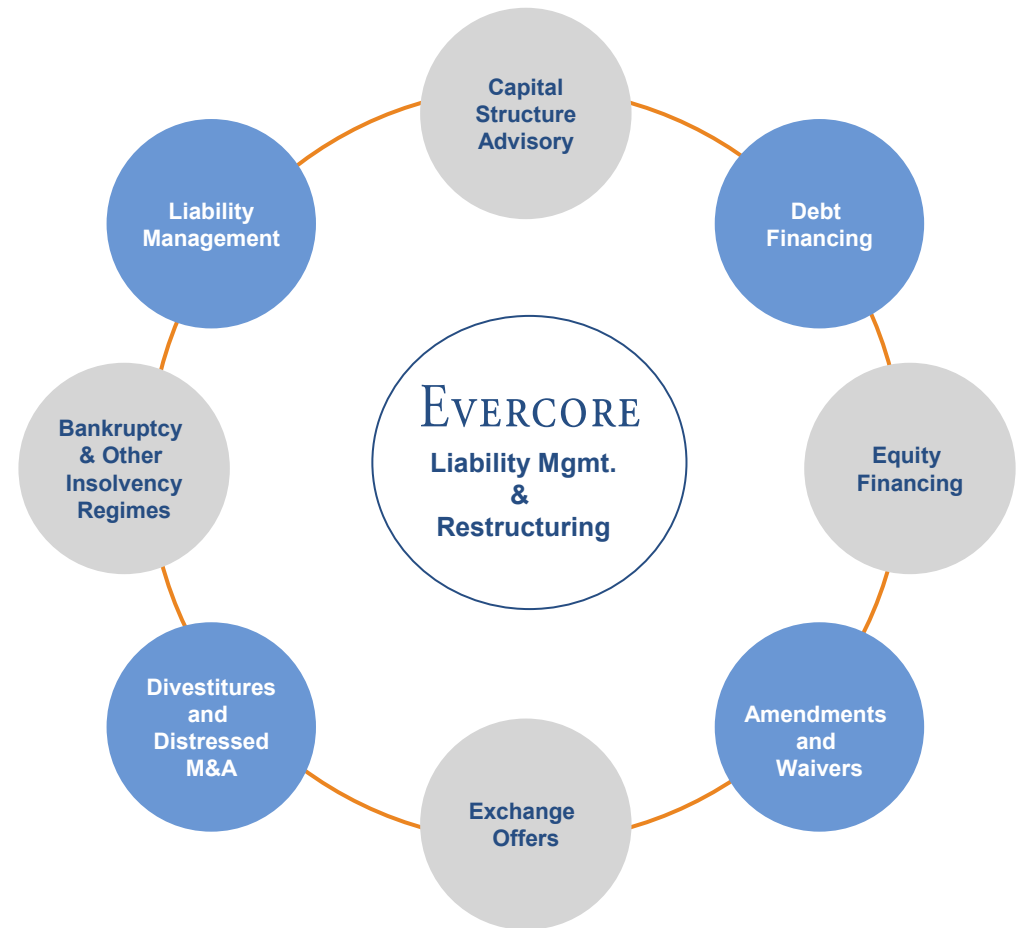 Capital
Structure
Advisory
Debt
Financing
Equity
Financing
Amendments
and
Waivers
Exchange
Offers
Divestitures
and
Distressed
M&A
Bankruptcy
& Other
Insolvency
Regimes
Liability
Management
EVERCORE
Liability Mgmt.
&
Restructuring